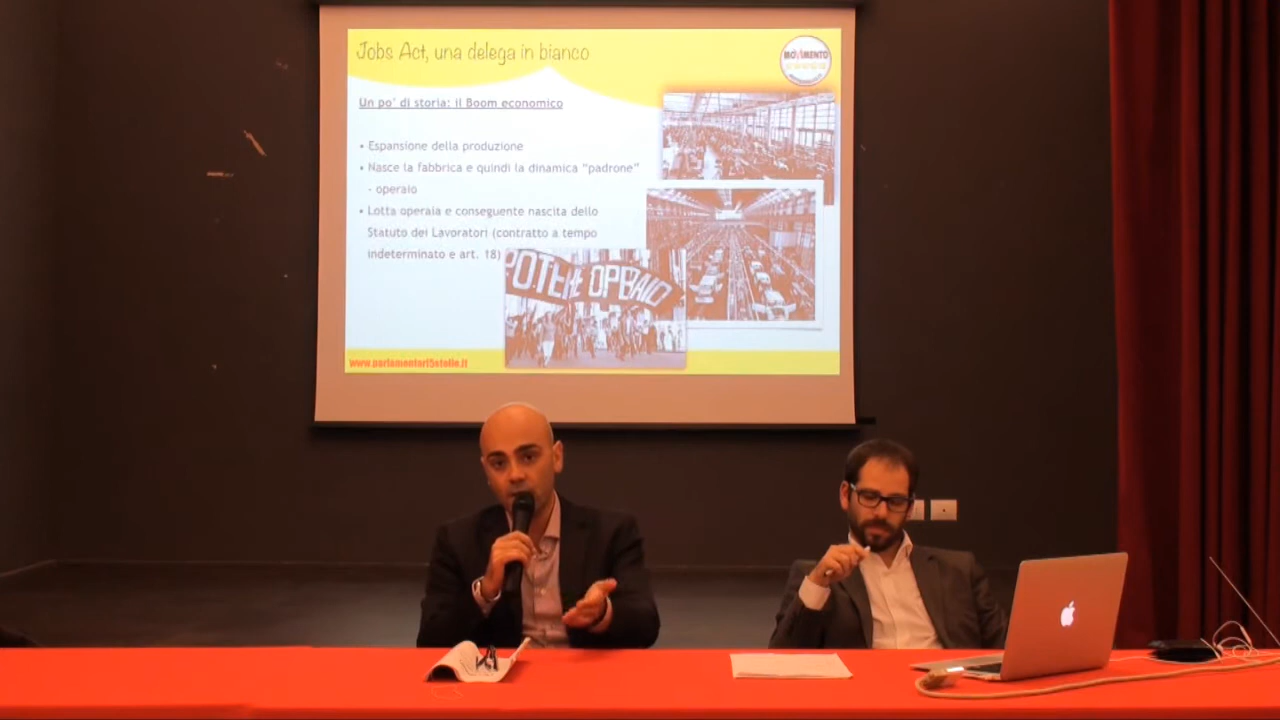 Jobs Act, una delega in bianco
MOVIMENTO
Un po' di storia: il Boom economico
• Espansione della produzione
• Nasce la fabbrica e quindi la dinamica "padrone"
- operaio
• Lotta operaia e conseguente nascita dello
Statuto dei Lavoratori (contratto a tempo
indeterminato e art. 18)
POTERE OPERAIO
www.parlamentari5stelle.it